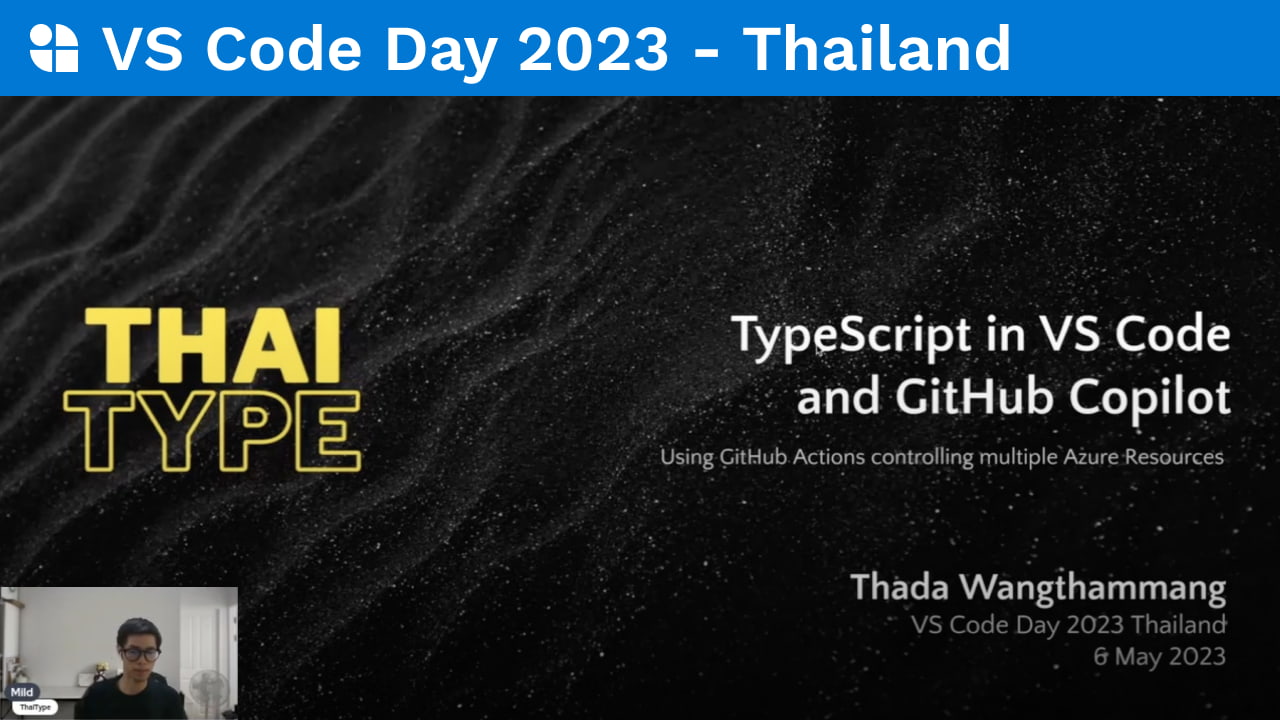 VS Code Day 2023 - Thailand
THAI
TYPE
TypeScript in VS Code
and GitHub Copilot
Using GitHub Actions controlling multiple Azure Resources
Thada Wangthammang
VS Code Day 2023 Thailand
6 May 2023
Mild
ThaiType